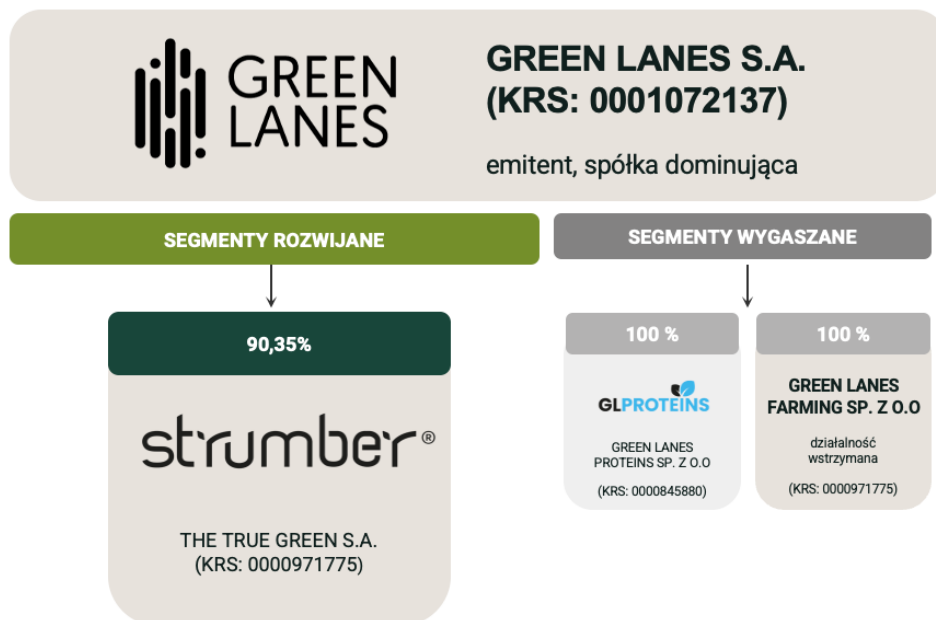 GREEN
LANES
GREEN LANES S.A.
(KRS: 0001072137)
emitent, spółka dominująca
SEGMENTY ROZWIJANE
SEGMENTY WYGASZANE
90,35%
strumber®
THE TRUE GREEN S.A.
(KRS: 0000971775)
100 %
GLPROTEINS
GREEN LANES
PROTEINS SP. Z O.O
(KRS: 0000845880)
100 %
GREEN LANES
FARMING SP. Z O.O
działalność
wstrzymana
(KRS: 0000971775)